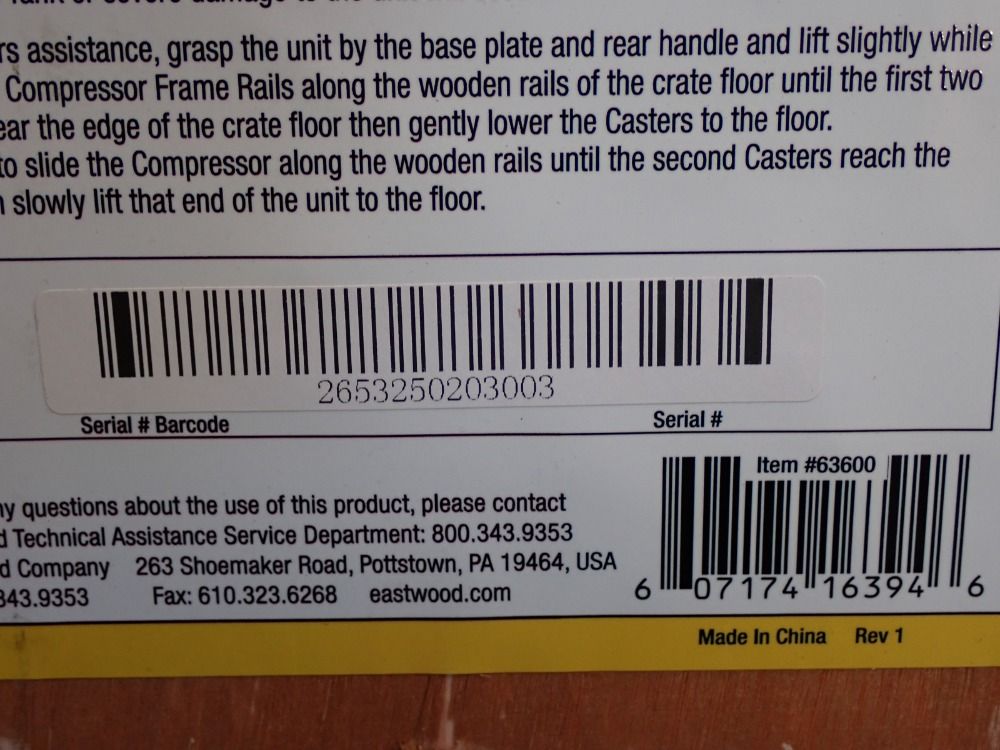 rs assistance, grasp the unit by the base plate and rear handle and lift slightly while
Compressor Frame Rails along the wooden rails of the crate floor until the first two
ear the edge of the crate floor then gently lower the Casters to the floor.
to slide the Compressor along the wooden rails until the second Casters reach the
slowly lift that end of the unit to the floor.
2653250203003
Serial # Barcode Serial #
Item #63600
ny questions about the use of this product, please contact
d Technical Assistance Service Department: 800.343.9353
d Company 263 Shoemaker Road, Pottstown, PA 19464, USA
343.9353 Fax: 610.323.6268 eastwood.com
6 07174 16394 6
Made In China Rev 1